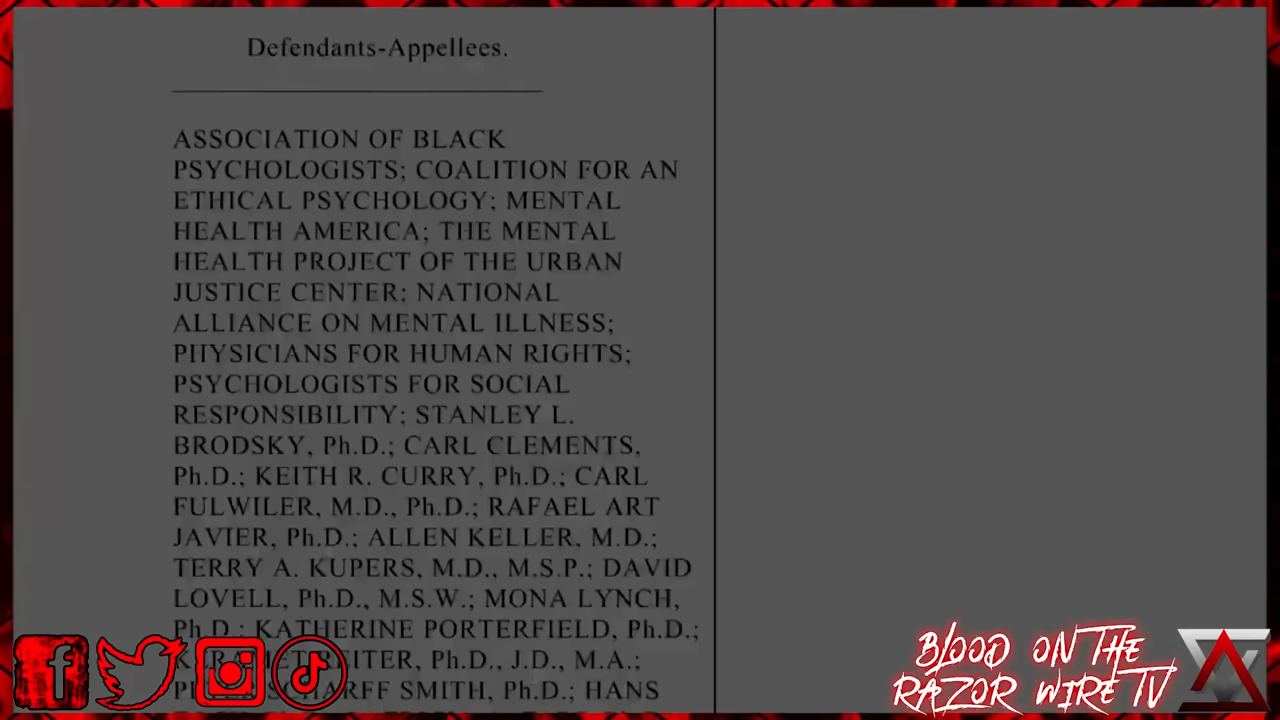 Defendants-Appellees.
ASSOCIATION OF BLACK
PSYCHOLOGISTS; COALITION FOR AN
ETHICAL PSYCHOLOGY; MENTAL
HEALTH AMERICA; THE MENTAL
HEALTH PROJECT OF THE URBAN
JUSTICE CENTER; NATIONAL
ALLIANCE ON MENTAL ILLNESS;
PHYSICIANS FOR HUMAN RIGHTS;
PSYCHOLOGISTS FOR SOCIAL
RESPONSIBILITY; STANLEY L.
BRODSKY, Ph.D.; CARL CLEMENTS,
Ph.D.; KEITH R. CURRY, Ph.D.; CARL
FULWILER, M.D., Ph.D.; RAFAEL ART
JAVIER, Ph.D.; ALLEN KELLER, M.D.;
TERRY A. KUPERS, M.D., M.S.P.; DAVID
LOVELL, Ph.D., M.S.W.; MONA LYNCH,
Ph.D.; KATHERINE PORTERFIELD, Ph.D.;
Ph.D., J.D., M.A.;
SMITH, Ph.D.; HANS
BLOOD ON THE
RAZOR WIRE TV